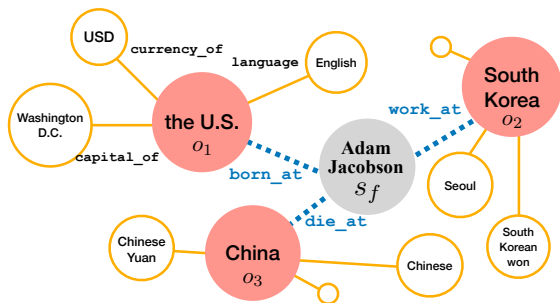 USD
currency_of
language
English
Washington
D.C.
the U.S.
o1
capital_of
South
Korea
o2
work_at
Adam
Jacobson
sf
born_at
die_at
Seoul
South
Korean
won
Chinese
Yuan
China
o3
Chinese